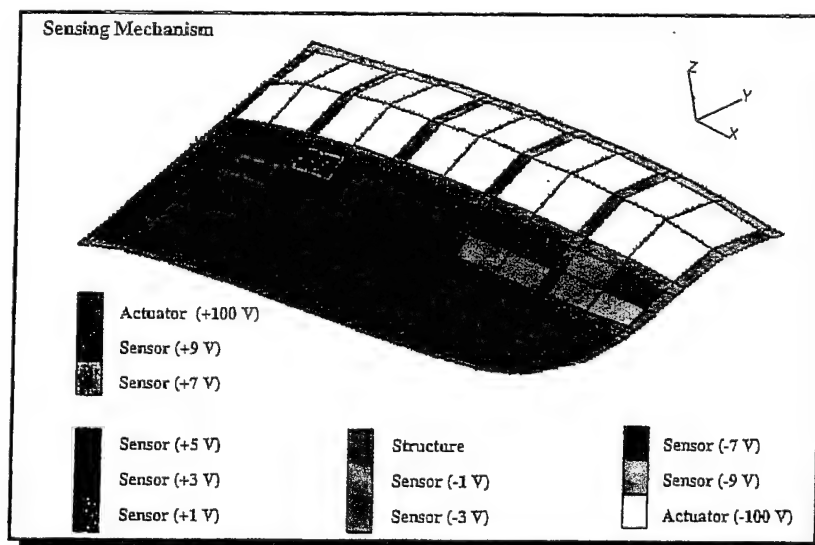 Sensing Mechanism
Z
Y
X
Actuator (+100 V)
Sensor (+9 V)
Sensor (+7 V)
Sensor (+5 V)
Sensor (+3 V)
Sensor (+1 V)
Structure
Sensor (-1 V)
Sensor (-3 V)
Sensor (-7 V)
Sensor (-9 V)
Actuator (-100 V)